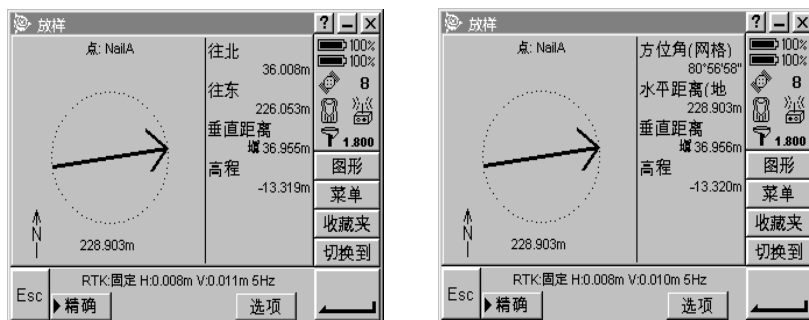 放样
? – ×
点: NailA
往北
36.008m
往东
226.053m
垂直距离
填 36.955m
高程
-13.319m
100%
100%
8
1.800
N
228.903m
图形
菜单
收藏夹
切换到
RTK:固定 H:0.008m V:0.011m 5Hz
Esc
精确
选项
放样
? – ×
点: NailA
方位角(网格)
80°56'58"
水平距离(地
228.903m
垂直距离
填 36.956m
高程
-13.320m
100%
100%
8
1.800
N
228.903m
图形
菜单
收藏夹
切换到
RTK:固定 H:0.008m V:0.010m 5Hz
Esc
精确
选项